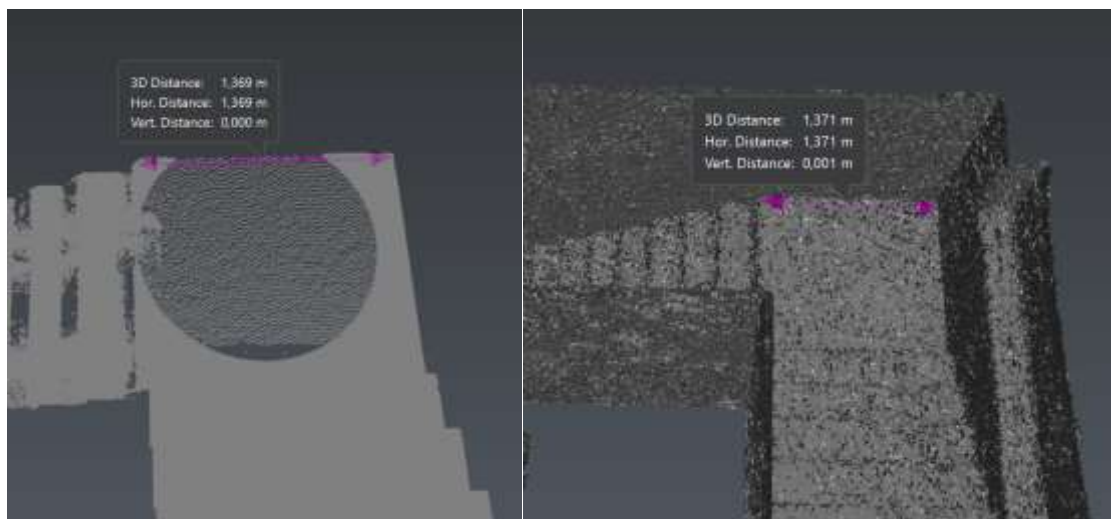 3D Distance: 1,369 m
Hor. Distance: 1,369 m
Vert. Distance: 0,000 m
3D Distance: 1,371 m
Hor. Distance: 1,371 m
Vert. Distance: 0,001 m